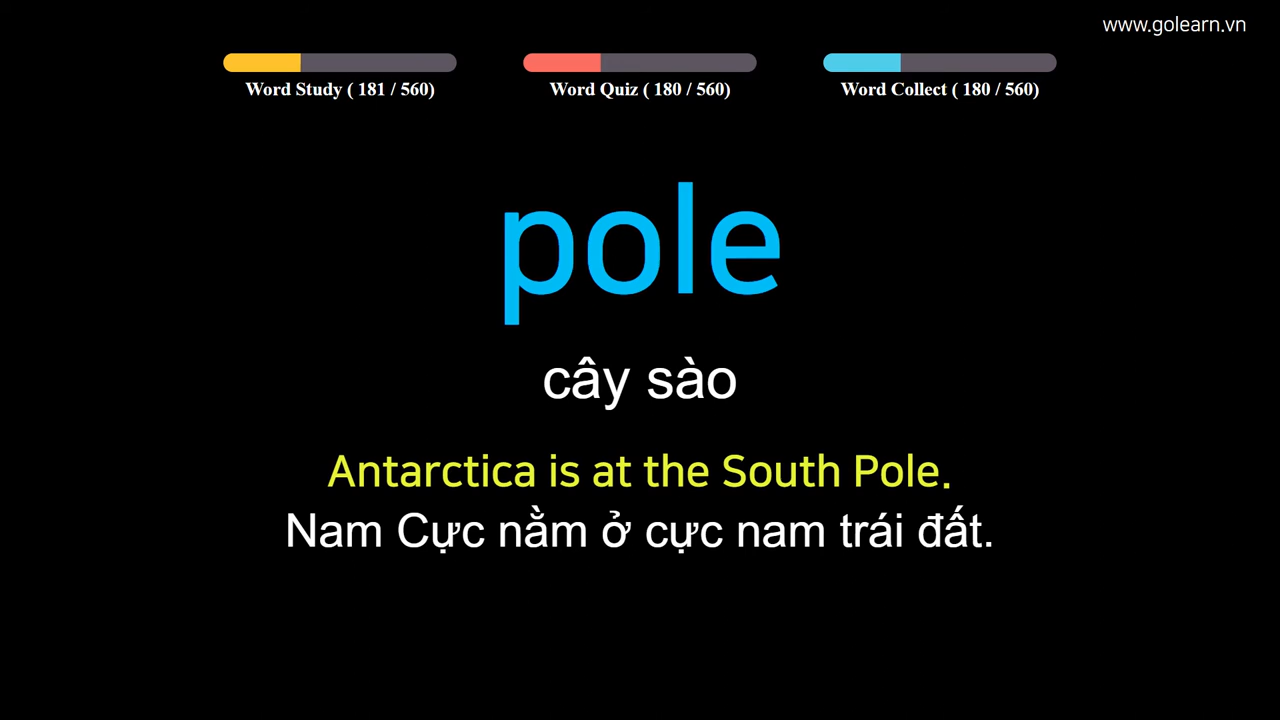 www.golearn.vn
Word Study ( 181 / 560)
Word Quiz ( 180 / 560)
Word Collect ( 180 / 560)
pole
cây sào
Antarctica is at the South Pole.
Nam Cực nằm ở cực nam trái đất.